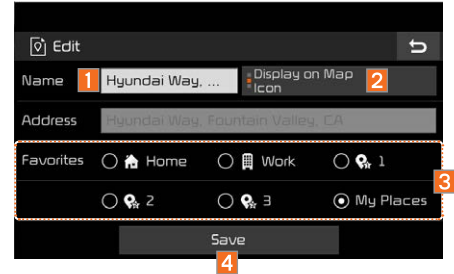 Edit
Name 1 Hyundai Way, ... Display on Map 2
Icon
Address Hyundai Way, Fountain Valley, CA
Favorites Home Work 1
3
2 3 My Places
Save
4